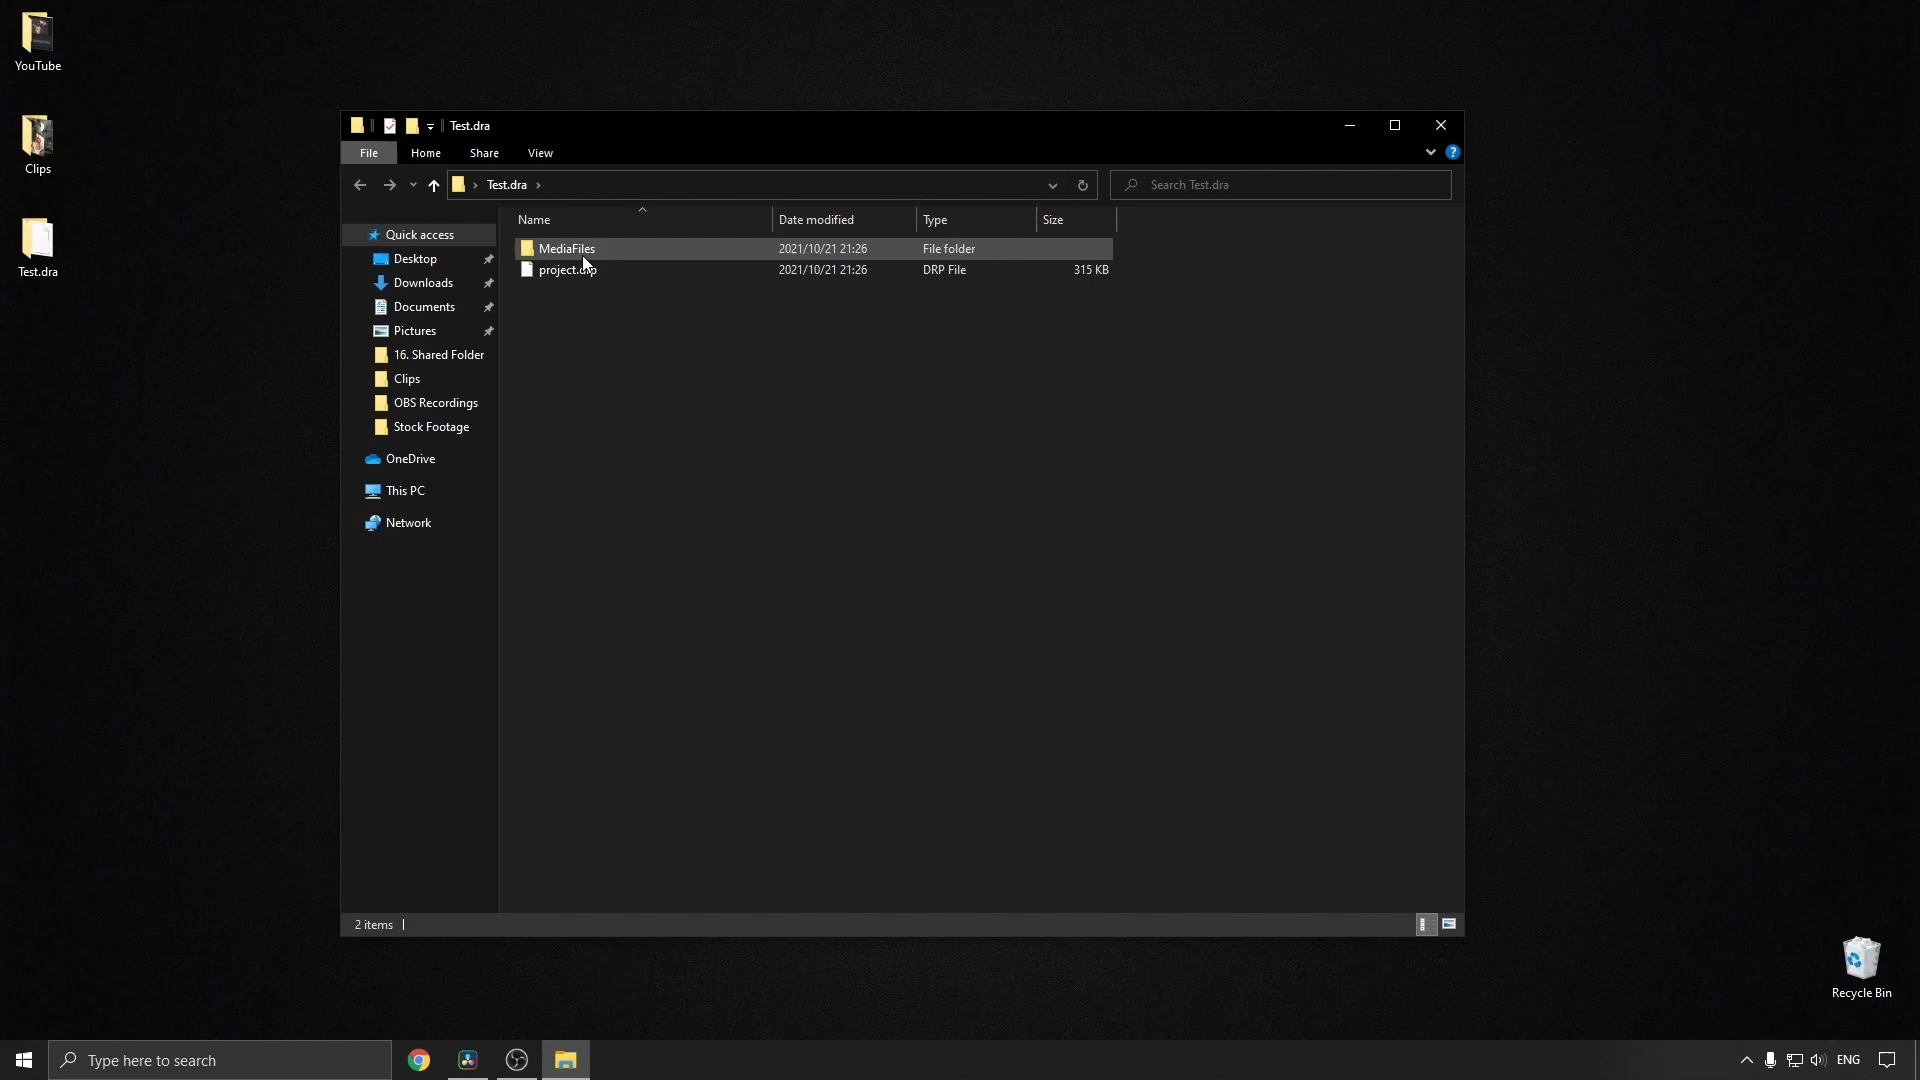 YouTube
Clips
Test.dra
Test.dra
File Home Share View
Test.dra
Search Test.dra
Name Date modified Type Size
MediaFiles 2021/10/21 21:26 File folder
project.drp 2021/10/21 21:26 DRP File 315 KB
Quick access
Desktop
Downloads
Documents
Pictures
16. Shared Folder
Clips
OBS Recordings
Stock Footage
OneDrive
This PC
Network
2 items
Recycle Bin
Type here to search
ENG